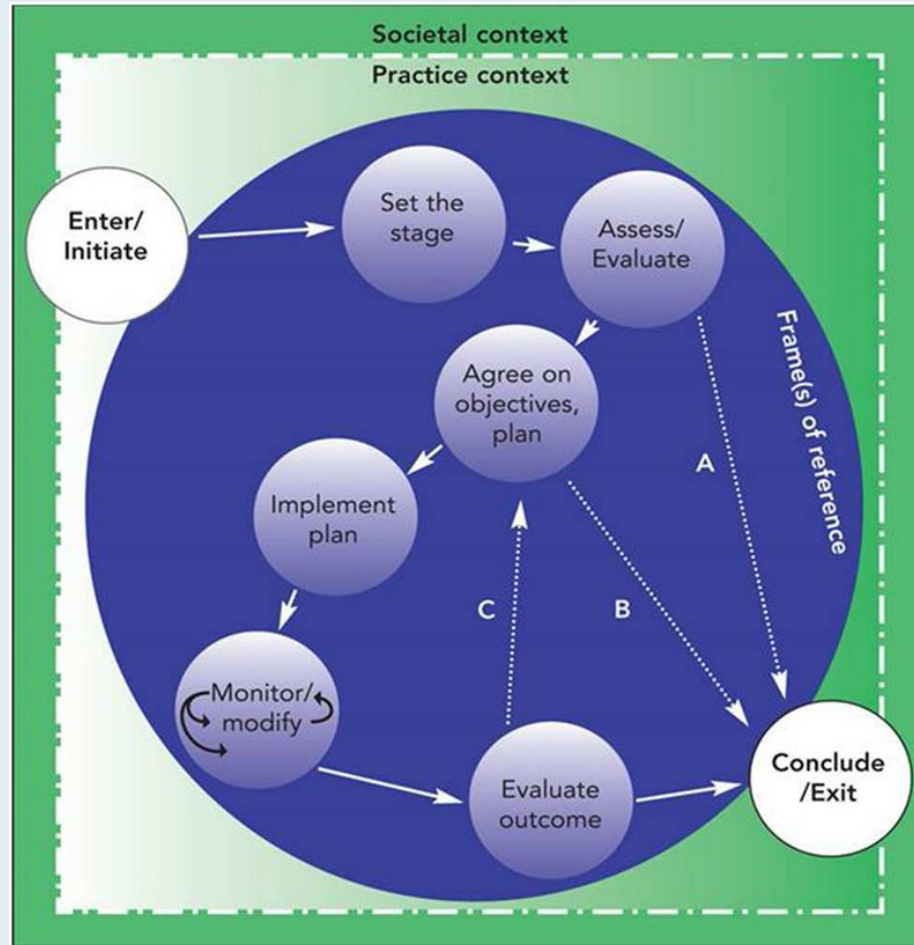 Societal context
Practice context
Enter/
Initiate
Set the
stage
Assess/
Evaluate
Frame(s) of reference
Agree on
objectives,
plan
A
Implement
plan
C
B
Monitor/
modify
Conclude
/Exit
Evaluate
outcome